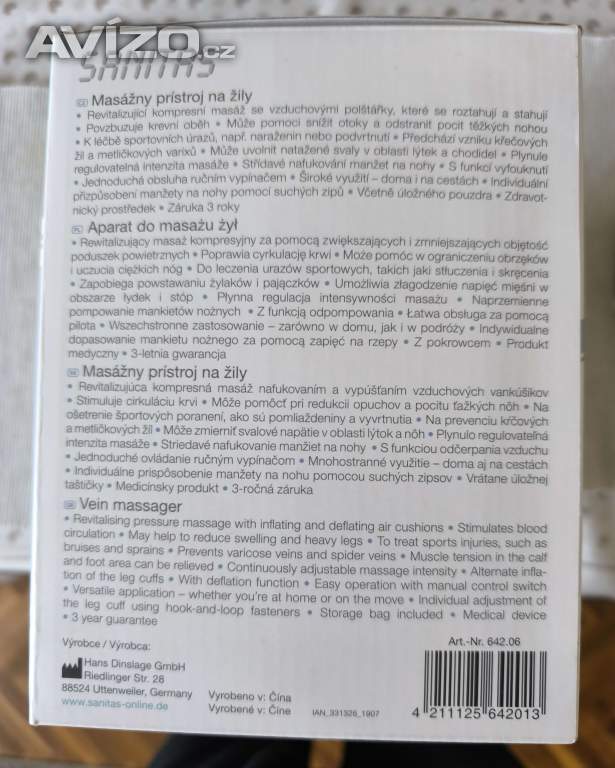 Avízo.cz
SANITAS
CZ Masážny prístroj na žily
• Revitalizující kompresní masáž se vzduchovými polštářky, které se roztahují a stahují
• Povzbuzuje krevní oběh • Může pomoci snížit otoky a odstranit pocit těžkých nohou
• K léčbě sportovních úrazů, např. naraženin nebo podvrtnutí • Předchází vzniku křečových
žil a metličkových varixů • Může uvolnit natažené svaly v oblasti lýtek a chodidel • Plynule
regulovatelná intenzita masáže • Střídavé nafukování manžet na nohy • S funkcí vyfouknutí
• Jednoduchá obsluha ručním vypínačem • Široké využití – doma i na cestách • Individuální
přizpůsobení manžety na nohy pomocí suchých zipů • Včetně úložného pouzdra • Zdravot-
nický prostředek • Záruka 3 roky
PL Aparat do masażu żył
• Rewitalizujący masaż kompresyjny za pomocą zwiększających i zmniejszających objętość
poduszek powietrznych • Poprawia cyrkulację krwi • Może pomóc w ograniczeniu obrzęków
i uczucia ciężkich nóg • Do leczenia urazów sportowych, takich jaki stłuczenia i skręcenia
• Zapobiega powstawaniu żylaków i pajączków • Umożliwia złagodzenie napięć mięśni w
obszarze łydek i stóp • Płynna regulacja intensywności masażu • Naprzemienne
pompowanie mankietów nożnych • Z funkcją odpompowania • Łatwa obsługa za pomocą
pilota • Wszechstronne zastosowanie – zarówno w domu, jak i w podróży • Indywidualne
dopasowanie mankietu nożnego za pomocą zapięć na rzepy • Z pokrowcem • Produkt
medyczny • 3-letnia gwarancja
SK Masážny prístroj na žily
• Revitalizujúca kompresná masáž nafukovaním a vypúšťaním vzduchových vankúšikov
• Stimuluje cirkuláciu krvi • Môže pomôcť pri redukcii opuchov a pocitu ťažkých nôh • Na
ošetrenie športových poranení, ako sú pomliaždeniny a vyvrtnutia • Na prevenciu kŕčových
a metličkových žíl • Môže zmierniť svalové napätie v oblasti lýtok a nôh • Plynulo regulovateľná
intenzita masáže • Striedavé nafukovanie manžiet na nohy • S funkciou odčerpania vzduchu
• Jednoduché ovládanie ručným vypínačom • Mnohostranné využitie – doma aj na cestách
• Individuálne prispôsobenie manžety na nohu pomocou suchých zipsov • Vrátane úložnej
taštičky • Medicínsky produkt • 3-ročná záruka
GB Vein massager
• Revitalising pressure massage with inflating and deflating air cushions • Stimulates blood
circulation • May help to reduce swelling and heavy legs • To treat sports injuries, such as
bruises and sprains • Prevents varicose veins and spider veins • Muscle tension in the calf
and foot area can be relieved • Continuously adjustable massage intensity • Alternate infla-
tion of the leg cuffs • With deflation function • Easy operation with manual control switch
• Versatile application – whether you're at home or on the move • Individual adjustment of
the leg cuff using hook-and-loop fasteners • Storage bag included • Medical device
• 3 year guarantee
Výrobce / Výrobca:
Hans Dinslage GmbH
Riedlinger Str. 28
88524 Uttenweiler, Germany
www.sanitas-online.de
Vyrobeno v: Čína
Vyrobené v: Číne
IAN_331326_1907
Art.-Nr. 642.06
4 211125 642013